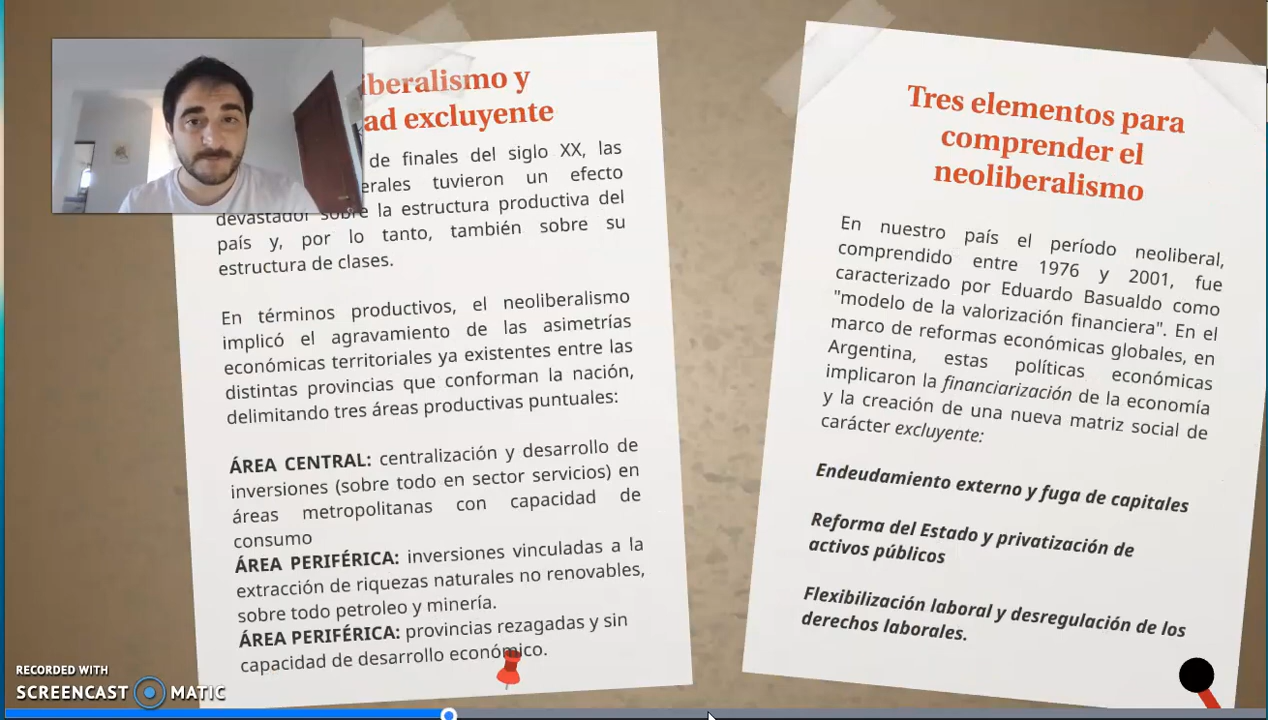 iberalismo y
ad excluyente
de finales del siglo XX, las
erales tuvieron un efecto
devastador sobre la estructura productiva del
país y, por lo tanto, también sobre su
estructura de clases.
En términos productivos, el neoliberalismo
implicó el agravamiento de las asimetrías
económicas territoriales ya existentes entre las
distintas provincias que conforman la nación,
delimitando tres áreas productivas puntuales:
ÁREA CENTRAL: centralización y desarrollo de
inversiones (sobre todo en sector servicios) en
áreas metropolitanas con capacidad de
consumo
ÁREA PERIFÉRICA: inversiones vinculadas a la
extracción de riquezas naturales no renovables,
sobre todo petroleo y minería.
ÁREA PERIFÉRICA: provincias rezagadas y sin
capacidad de desarrollo económico.
Tres elementos para
comprender el
neoliberalismo
En nuestro país el período neoliberal,
comprendido entre 1976 y 2001, fue
caracterizado por Eduardo Basualdo como
"modelo de la valorización financiera". En el
marco de reformas económicas globales, en
Argentina, estas políticas económicas
implicaron la financiarización de la economía
y la creación de una nueva matriz social de
carácter excluyente:
Endeudamiento externo y fuga de capitales
Reforma del Estado y privatización de
activos públicos
Flexibilización laboral y desregulación de los
derechos laborales.
RECORDED WITH
SCREENCAST MATIC